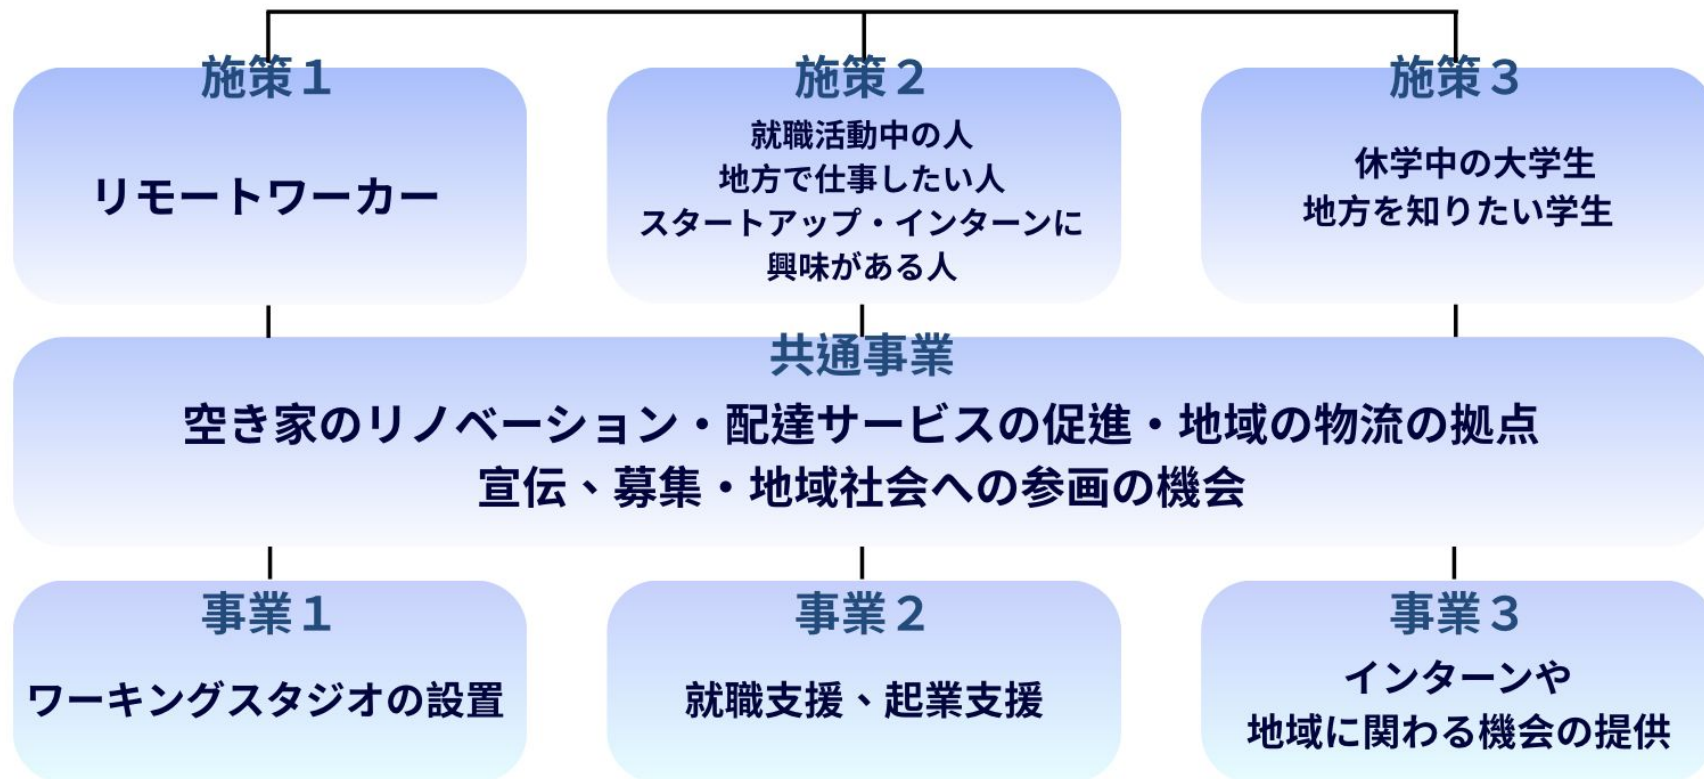 施策１
施策２
施策３
リモートワーカー
就職活動中の人
地方で仕事したい人
スタートアップ・インターンに
興味がある人
休学中の大学生
地方を知りたい学生
共通事業
空き家のリノベーション・配達サービスの促進・地域の物流の拠点
宣伝、募集・地域社会への参画の機会
事業１
事業２
事業３
ワーキングスタジオの設置
就職支援、起業支援
インターンや
地域に関わる機会の提供